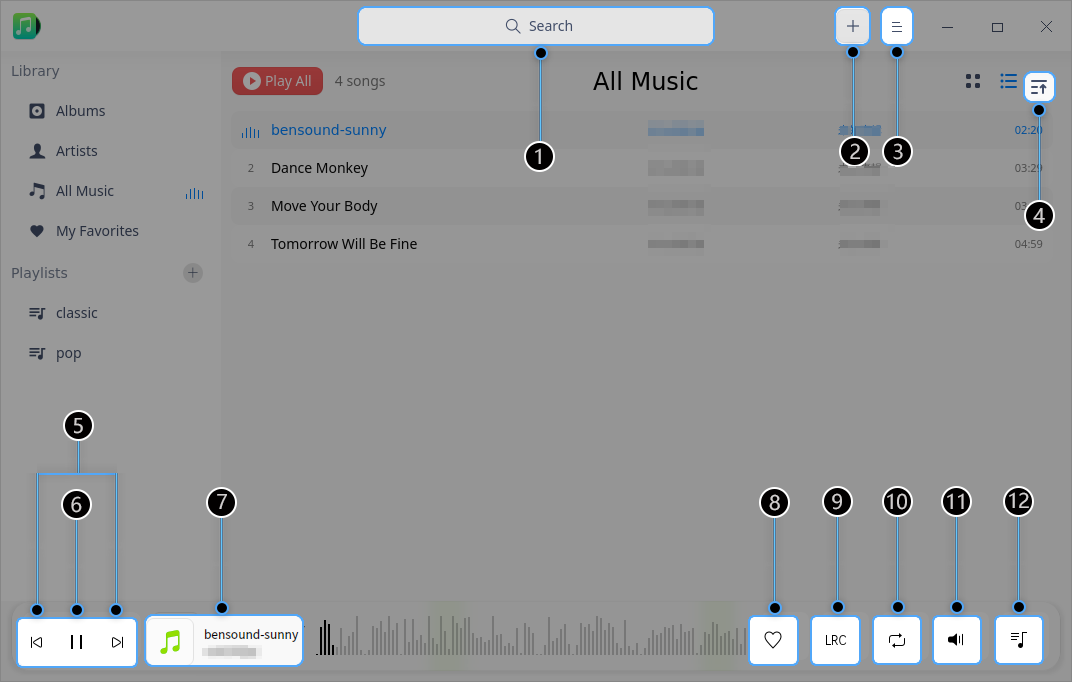 Search
Library
Play All 4 songs All Music
Albums
bensound-sunny 02:20
1 2 3
Artists
2 Dance Monkey 03:29
All Music
3 Move Your Body 03
4
My Favorites
4 Tomorrow Will Be Fine 04:59
Playlists
classic
pop
5
6 7 8 9 10 11 12
bensound-sunny LRC